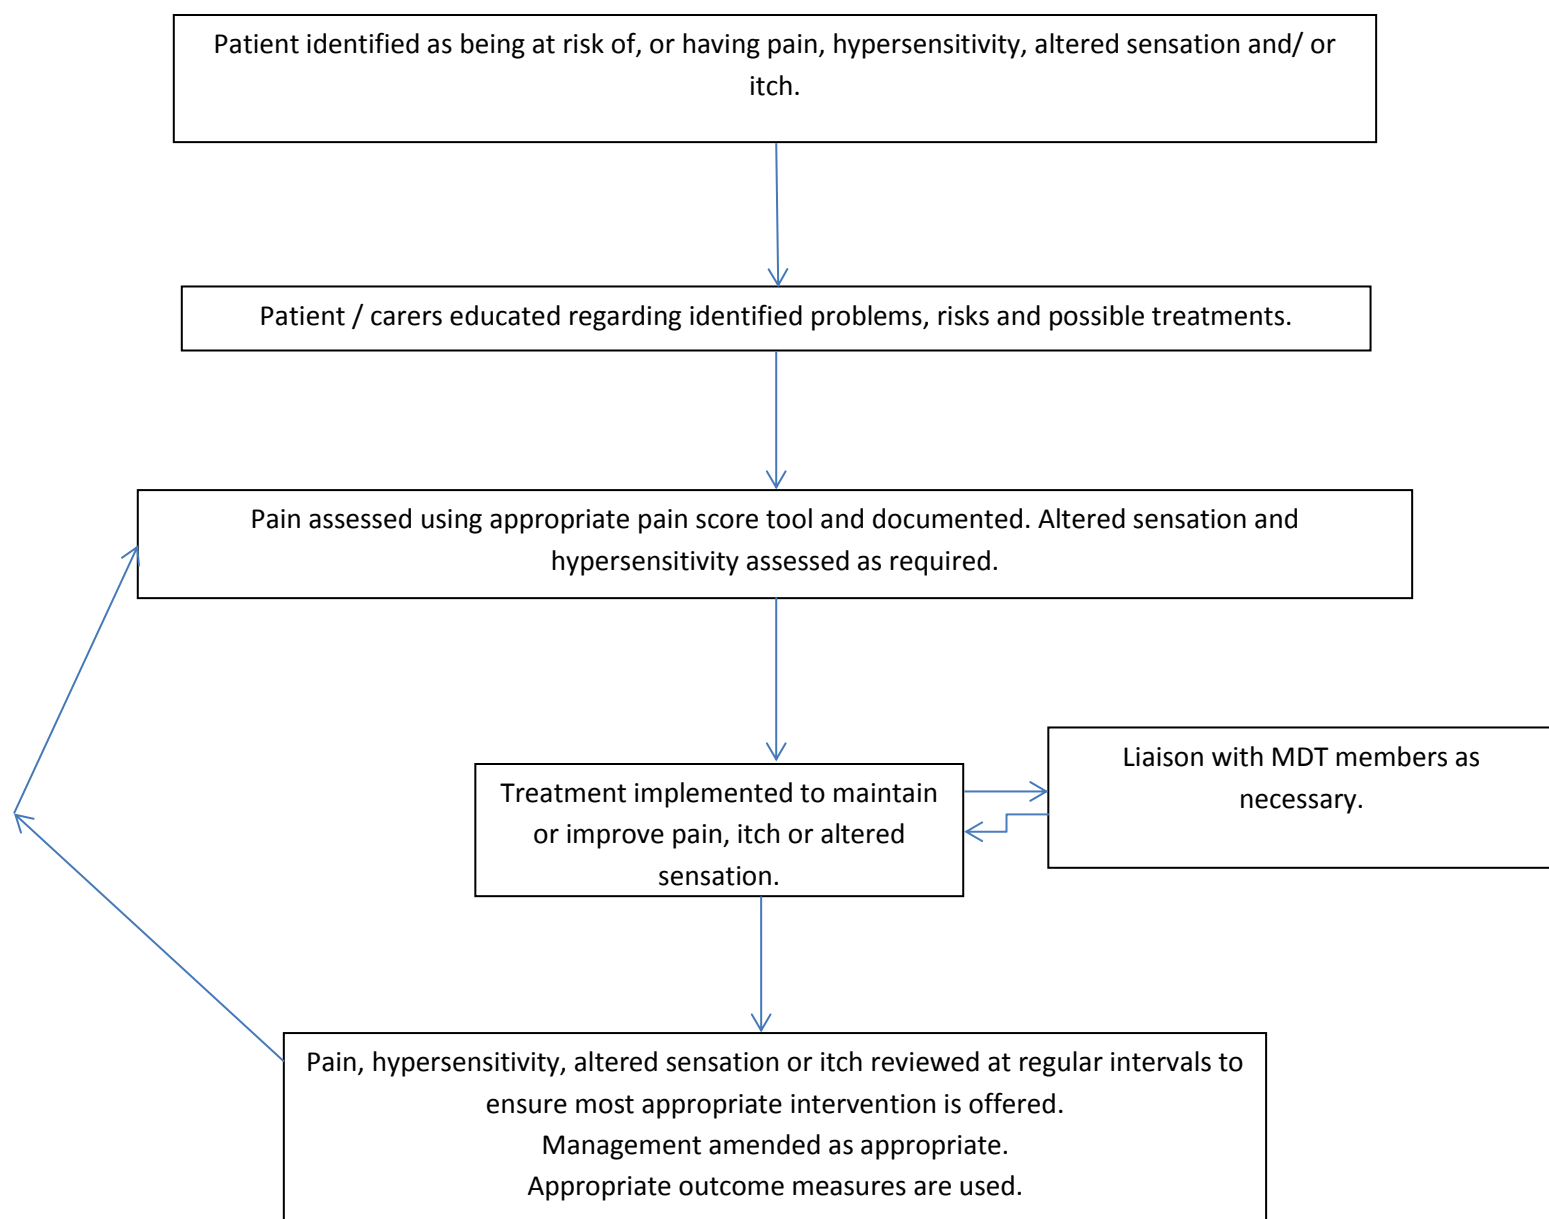 Patient identified as being at risk of, or having pain, hypersensitivity, altered sensation and/ or
itch.
Patient / carers educated regarding identified problems, risks and possible treatments.
Pain assessed using appropriate pain score tool and documented. Altered sensation and
hypersensitivity assessed as required.
Treatment implemented to maintain
or improve pain, itch or altered
sensation.
Liaison with MDT members as
necessary.
Pain, hypersensitivity, altered sensation or itch reviewed at regular intervals to
ensure most appropriate intervention is offered.
Management amended as appropriate.
Appropriate outcome measures are used.